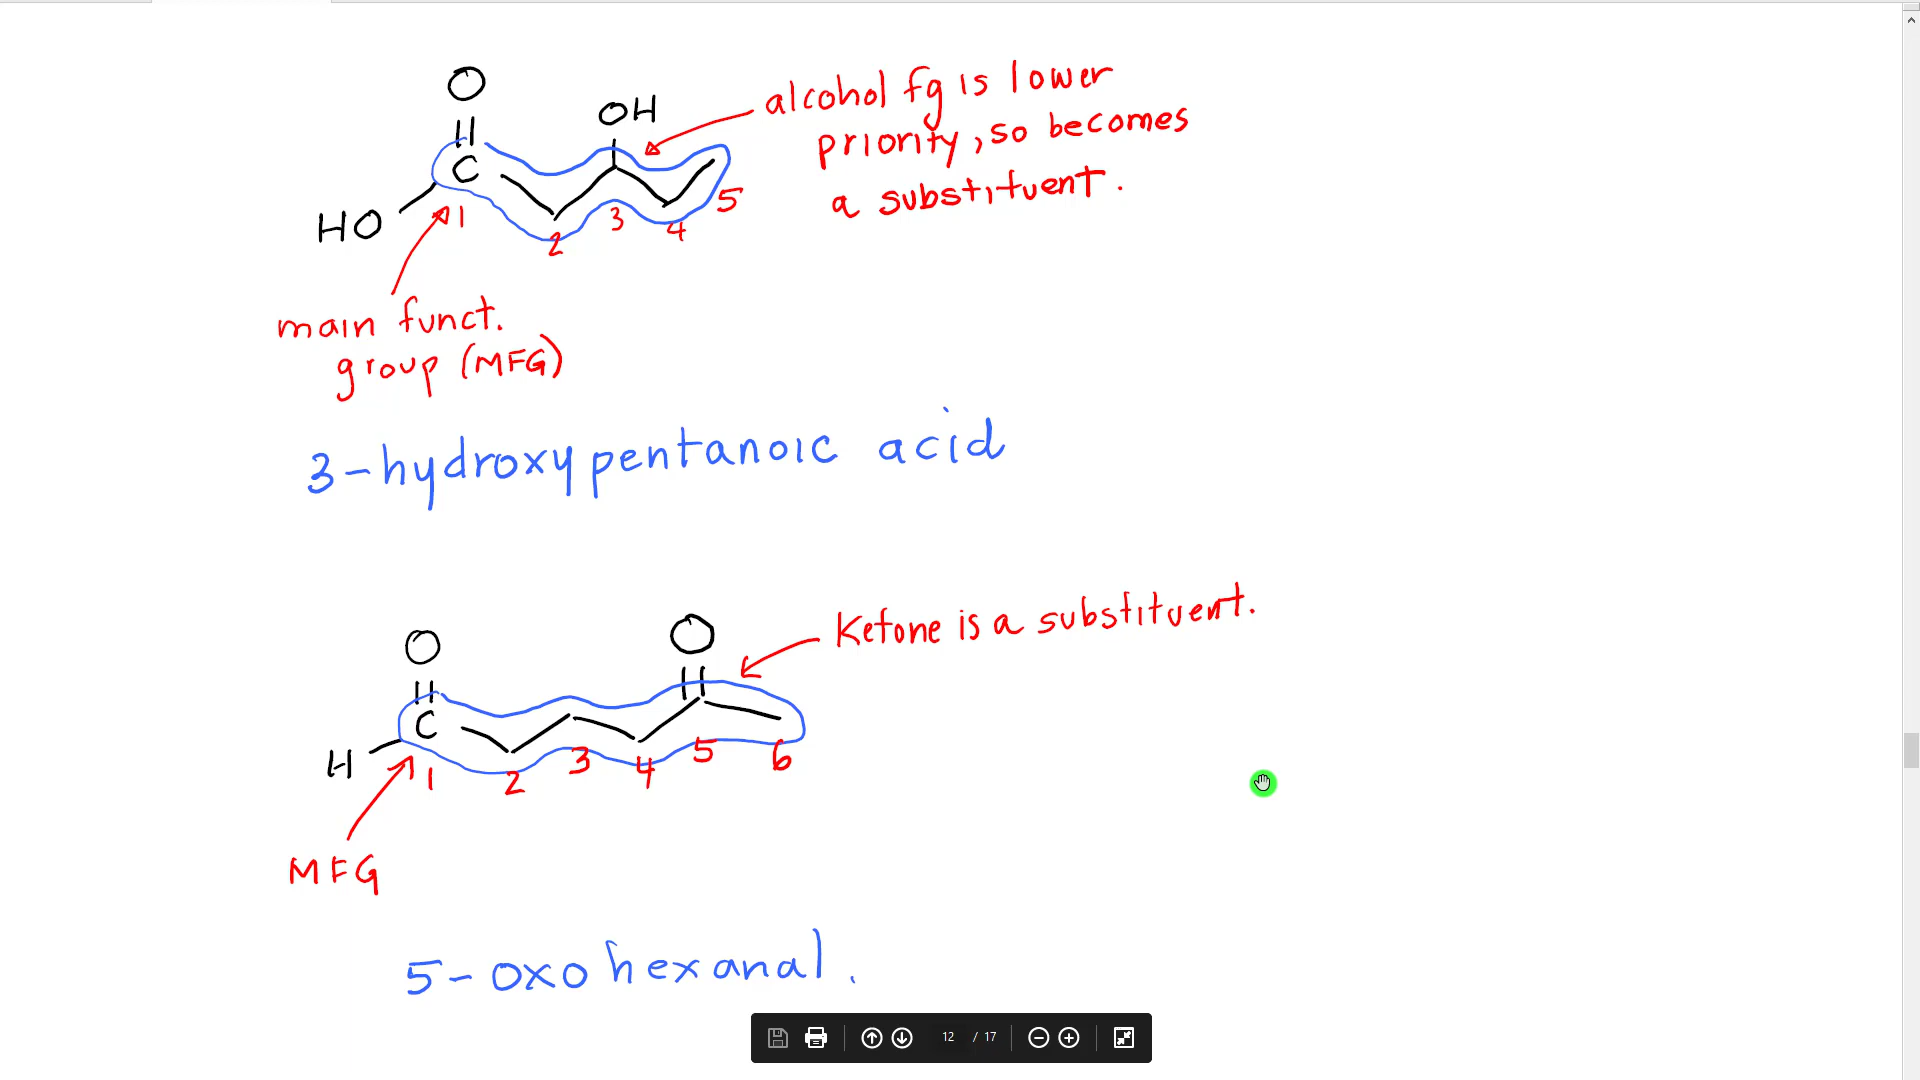 O
OH
C
HO
1
2
3
4
5
alcohol fg is lower
priority, so becomes
a substituent.
main funct.
group (MFG)
3-hydroxypentanoic acid
O
O
C
H
1
2
3
4
5
6
Ketone is a substituent.
MFG
5-oxohexanal.
12 / 17